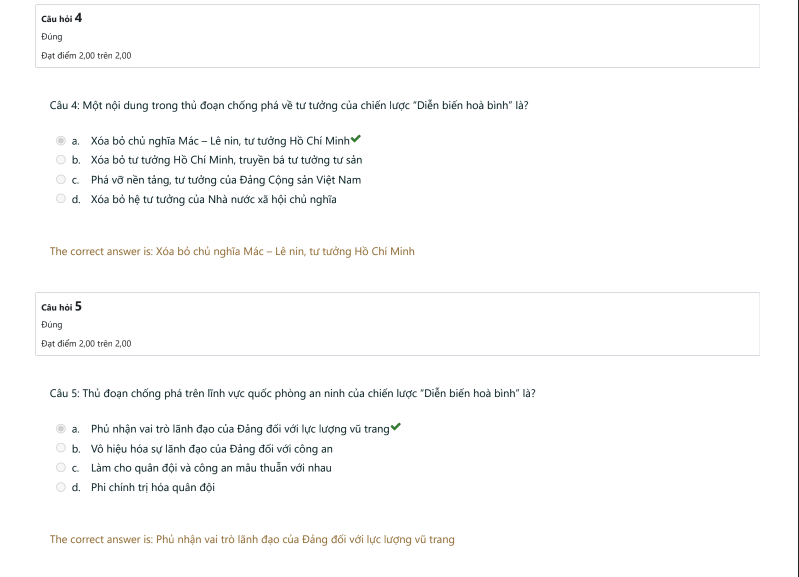 Câu hỏi 4
Đúng
Đạt điểm 2,00 trên 2,00
Câu 4: Một nội dung trong thủ đoạn chống phá về tư tưởng của chiến lược “Diễn biến hoà bình” là?
a. Xóa bỏ chủ nghĩa Mác – Lê nin, tư tưởng Hồ Chí Minh
b. Xóa bỏ tư tưởng Hồ Chí Minh, truyền bá tư tưởng tư sản
c. Phá vỡ nền tảng, tư tưởng của Đảng Cộng sản Việt Nam
d. Xóa bỏ hệ tư tưởng của Nhà nước xã hội chủ nghĩa
The correct answer is: Xóa bỏ chủ nghĩa Mác – Lê nin, tư tưởng Hồ Chí Minh
Câu hỏi 5
Đúng
Đạt điểm 2,00 trên 2,00
Câu 5: Thủ đoạn chống phá trên lĩnh vực quốc phòng an ninh của chiến lược “Diễn biến hoà bình” là?
a. Phủ nhận vai trò lãnh đạo của Đảng đối với lực lượng vũ trang
b. Vô hiệu hóa sự lãnh đạo của Đảng đối với công an
c. Làm cho quân đội và công an mâu thuẫn với nhau
d. Phi chính trị hóa quân đội
The correct answer is: Phủ nhận vai trò lãnh đạo của Đảng đối với lực lượng vũ trang